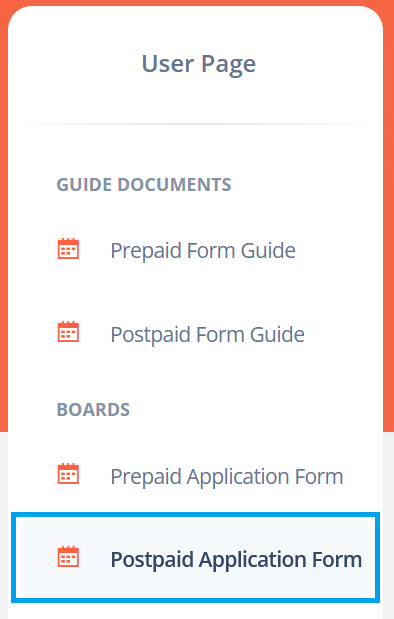 User Page
GUIDE DOCUMENTS
Prepaid Form Guide
Postpaid Form Guide
BOARDS
Prepaid Application Form
Postpaid Application Form